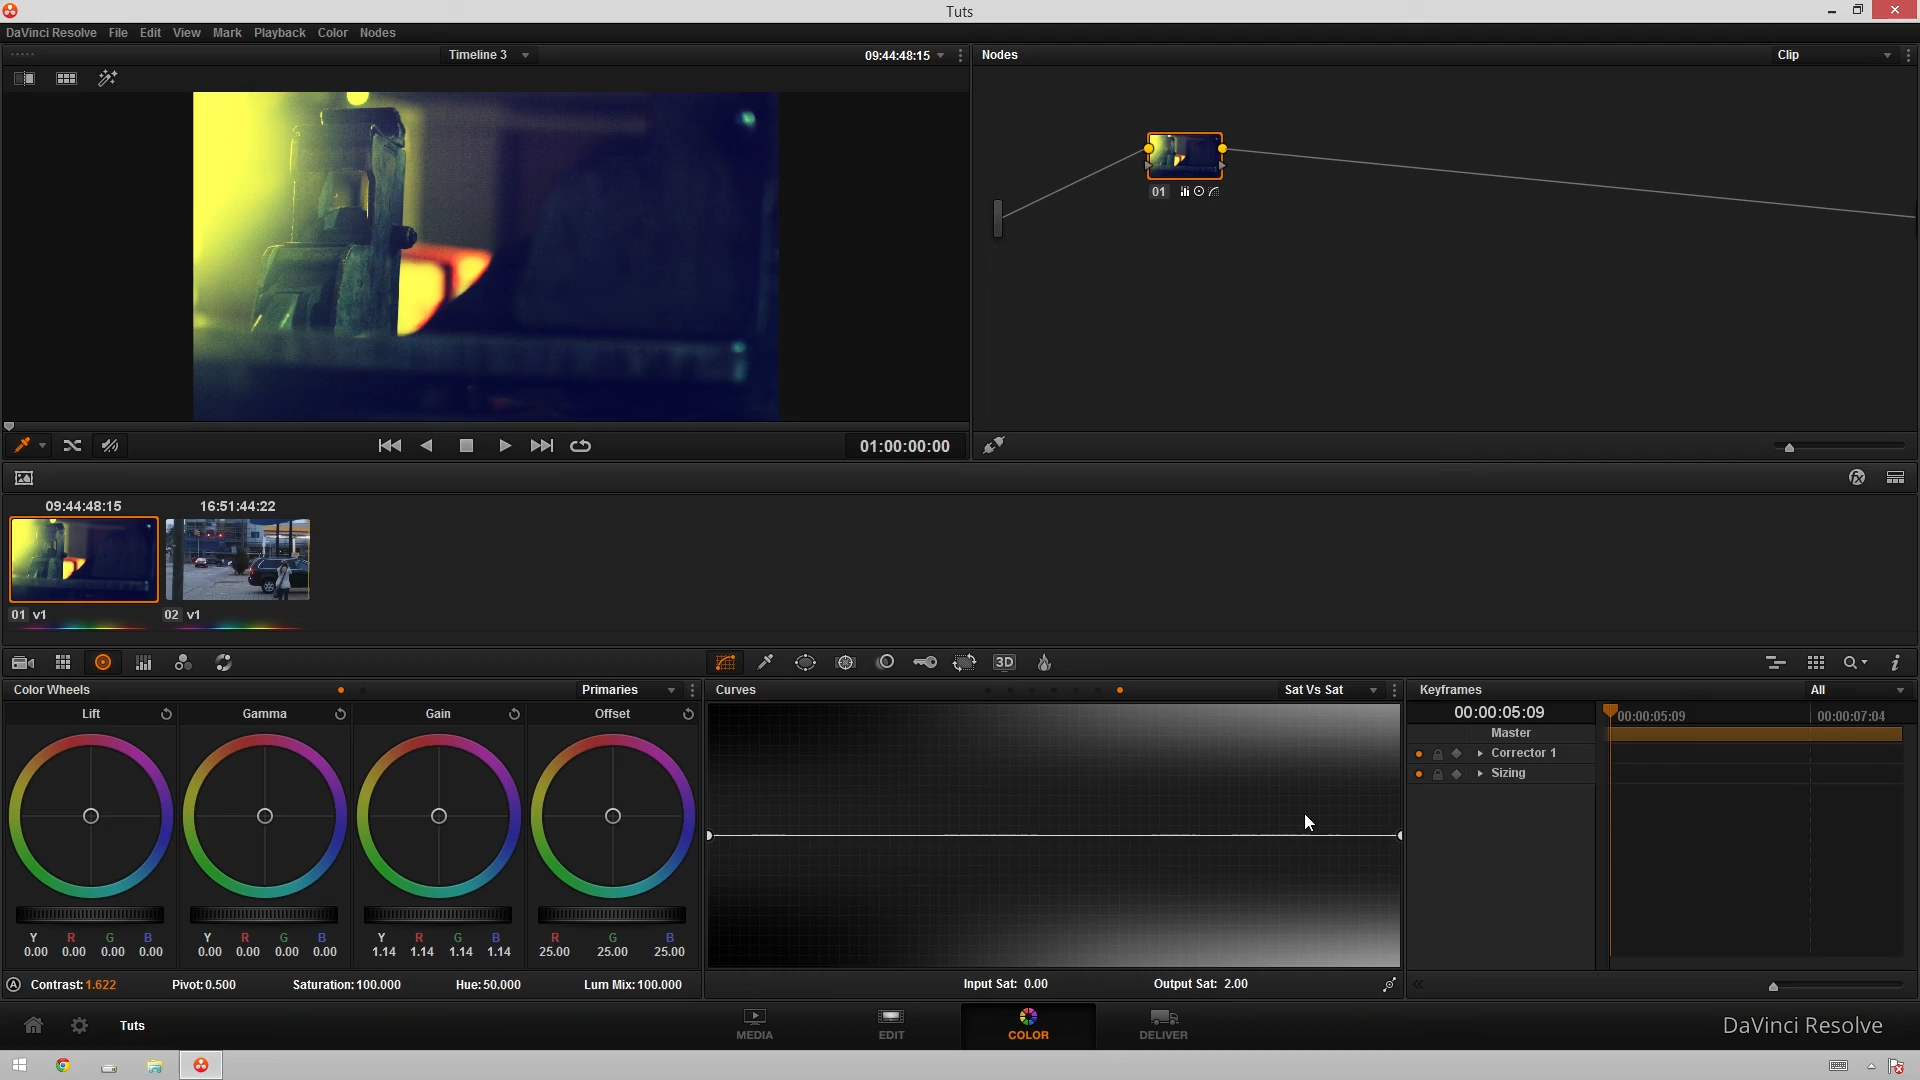 Tuts
DaVinci Resolve File Edit View Mark Playback Color Nodes
Timeline 3 09:44:48:15 Nodes Clip
01
01:00:00:00
fx
09:44:48:15 16:51:44:22
01 v1 02 v1
3D i
Color Wheels Primaries Curves Sat Vs Sat Keyframes All
Lift Gamma Gain Offset 00:00:05:09 00:00:05:09 00:00:07:04
Master
Corrector 1
Sizing
Y R G B Y R G B Y R G B R G B
0.00 0.00 0.00 0.00 0.00 0.00 0.00 0.00 1.14 1.14 1.14 1.14 25.00 25.00 25.00
A Contrast:1.622 Pivot:0.500 Saturation:100.000 Hue:50.000 Lum Mix:100.000 Input Sat: 0.00 Output Sat: 2.00
Tuts MEDIA EDIT COLOR DELIVER DaVinci Resolve